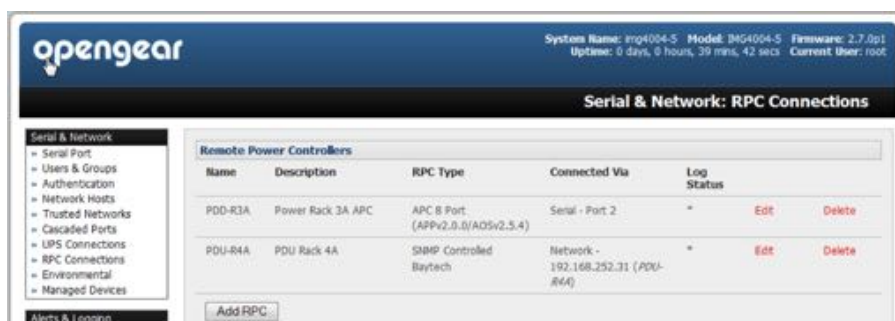 opengear
System Name: img4004-5 Model: IMG4004-5 Firmware: 2.7.0p1
Uptime: 0 days, 0 hours, 39 mins, 42 secs Current User: root
Serial & Network: RPC Connections
Serial & Network
Serial Port
Users & Groups
Authentication
Network Hosts
Trusted Networks
Cascaded Ports
UPS Connections
RPC Connections
Environmental
Managed Devices
Alerts & Logging
Remote Power Controllers
Name Description RPC Type Connected Via Log
Status
PDD-R3A Power Rack 3A APC APC 8 Port Serial - Port 2 * Edit Delete
(APPv2.0.0/AOSv2.5.4)
PDU-R4A PDU Rack 4A SNMP Controlled Network - * Edit Delete
Baytech 192.168.252.31 (PDU-
R4A)
Add RPC